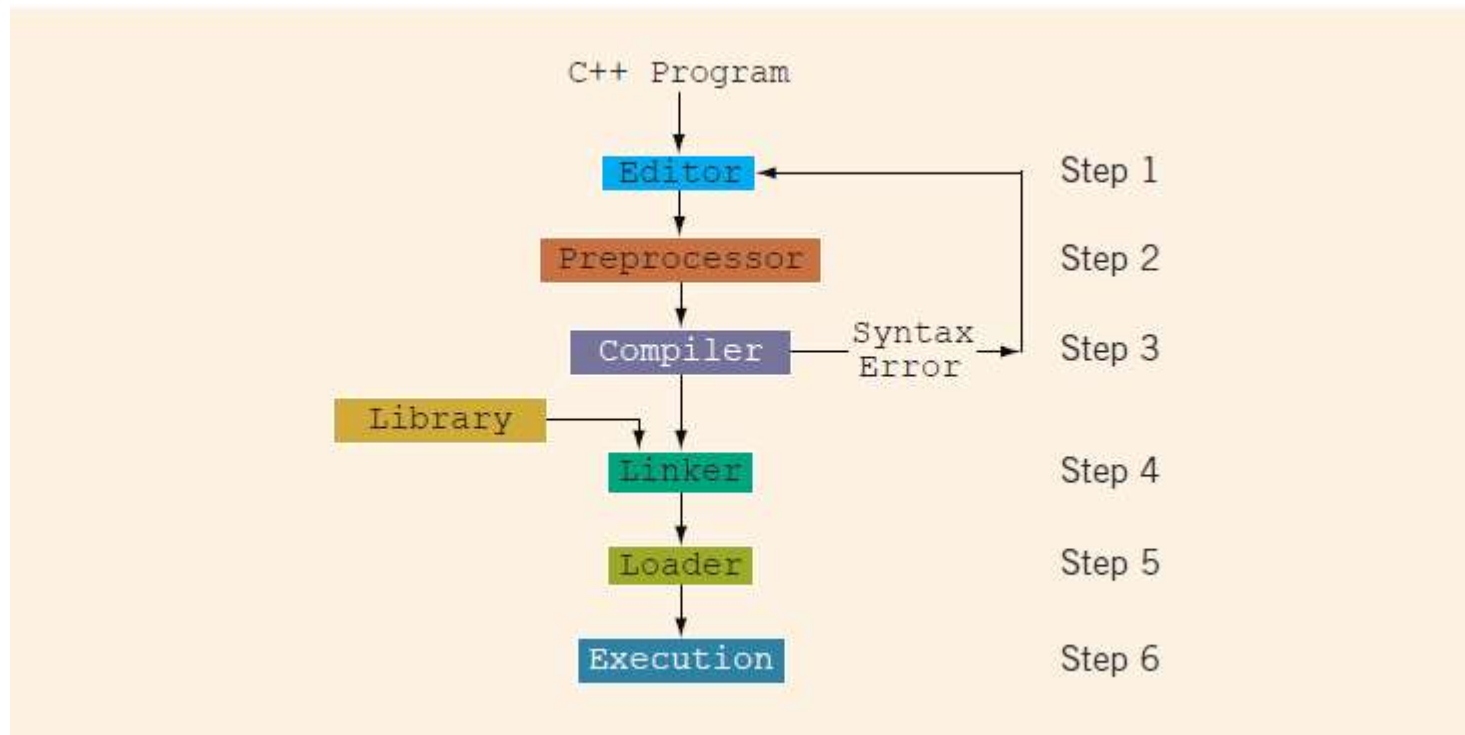 C++ Program
Editor
Step 1
Preprocessor
Step 2
Compiler
Syntax
Error
Step 3
Library
Linker
Step 4
Loader
Step 5
Execution
Step 6